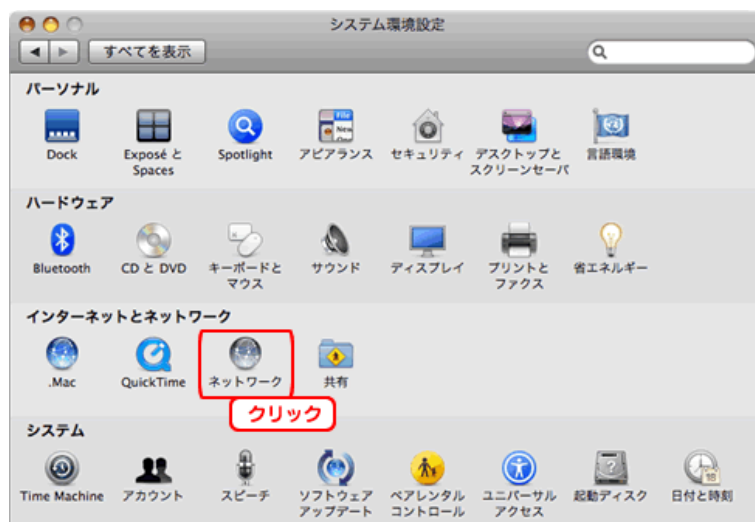 システム環境設定
すべてを表示
パーソナル
Dock
Exposé と
Spaces
Spotlight
アピアランス
セキュリティ
デスクトップと
スクリーンセーバ
言語環境
ハードウェア
Bluetooth
CD と DVD
キーボードと
マウス
サウンド
ディスプレイ
プリントと
ファクス
省エネルギー
インターネットとネットワーク
.Mac
QuickTime
ネットワーク
共有
クリック
システム
Time Machine
アカウント
スピーチ
ソフトウェア
アップデート
ペアレンタル
コントロール
ユニバーサル
アクセス
起動ディスク
日付と時刻